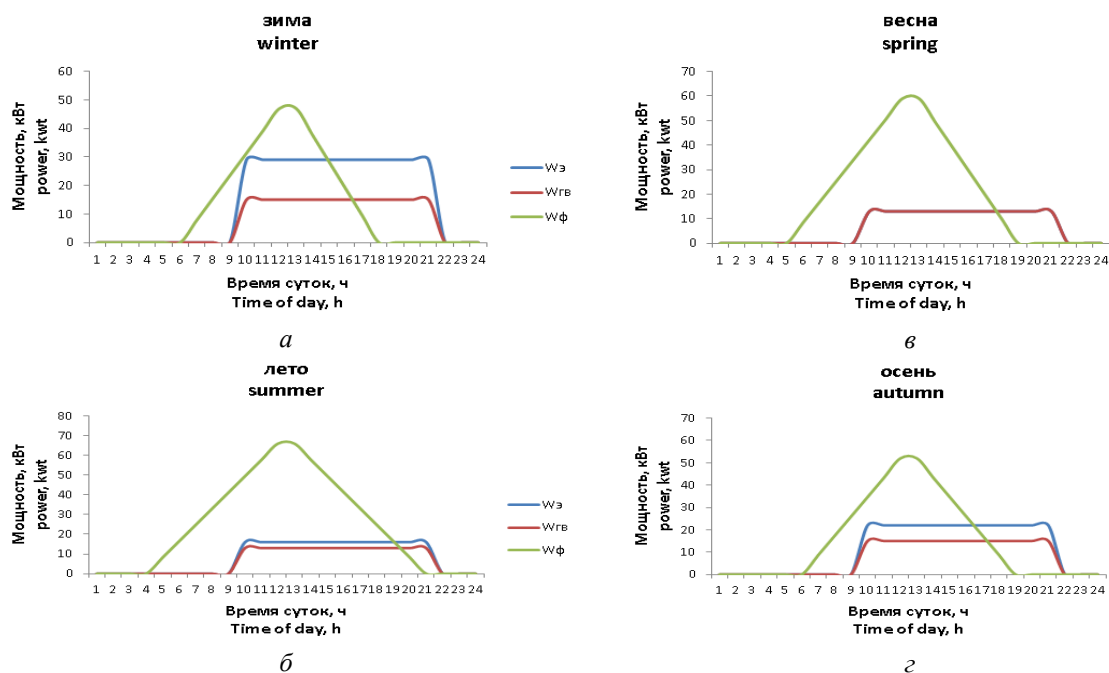 зима
winter
Мощность, кВт
power, kwt
60
50
40
30
20
10
0
1 2 3 4 5 6 7 8 9 10 11 12 13 14 15 16 17 18 19 20 21 22 23 24
Время суток, ч
Time of day, h
Wэ
Wгв
Wф
а
весна
spring
Мощность, кВт
power, kwt
70
60
50
40
30
20
10
0
1 2 3 4 5 6 7 8 9 10 11 12 13 14 15 16 17 18 19 20 21 22 23 24
Время суток, ч
Time of day, h
в
лето
summer
Мощность, кВт
power, kwt
80
70
60
50
40
30
20
10
0
1 2 3 4 5 6 7 8 9 10 11 12 13 14 15 16 17 18 19 20 21 22 23 24
Время суток, ч
Time of day, h
Wэ
Wгв
Wф
б
осень
autumn
Мощность, кВт
power, kwt
70
60
50
40
30
20
10
0
1 2 3 4 5 6 7 8 9 10 11 12 13 14 15 16 17 18 19 20 21 22 23 24
Время суток, ч
Time of day, h
г